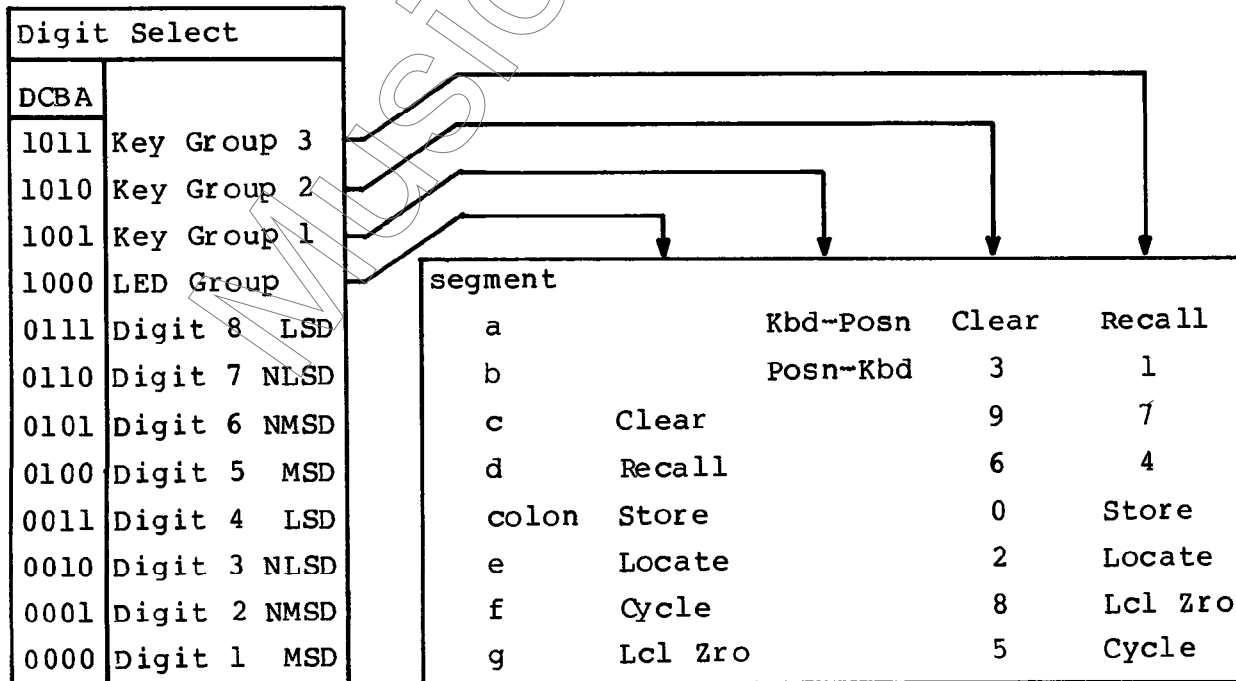 Digit Select
DCBA
1011 Key Group 3
1010 Key Group 2
1001 Key Group 1
1000 LED Group
0111 Digit 8 LSD
0110 Digit 7 NLSD
0101 Digit 6 NMSD
0100 Digit 5 MSD
0011 Digit 4 LSD
0010 Digit 3 NLSD
0001 Digit 2 NMSD
0000 Digit 1 MSD
segment
a Kbd-Posn Clear Recall
b Posn-Kbd 3 1
c Clear 9 7
d Recall 6 4
colon Store 0 Store
e Locate 2 Locate
f Cycle 8 Lcl Zro
g Lcl Zro 5 Cycle